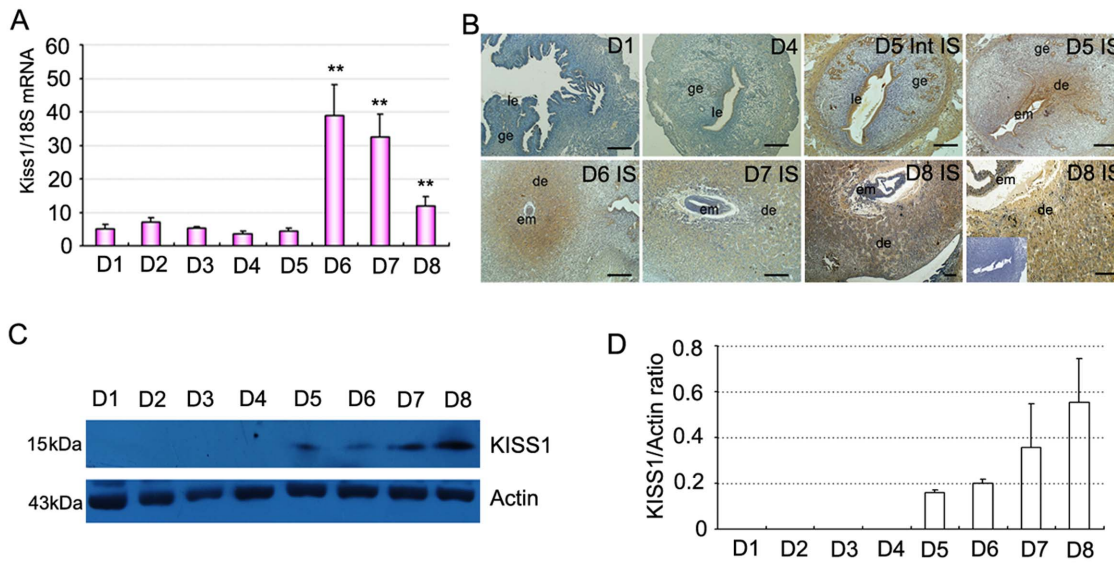 A
Kiss1/18S mRNA
60
50
40
30
20
10
0
** ** **
D1 D2 D3 D4 D5 D6 D7 D8
B
D1
le
ge
D4
ge
le
D5 Int IS
ge
le
D5 IS
ge
de
em
D6 IS
de
em
D7 IS
em
de
D8 IS
em
de
D8 IS
em
de
C
D1 D2 D3 D4 D5 D6 D7 D8
15kDa KISS1
43kDa Actin
D
KISS1/Actin ratio
0.8
0.6
0.4
0.2
0
D1 D2 D3 D4 D5 D6 D7 D8